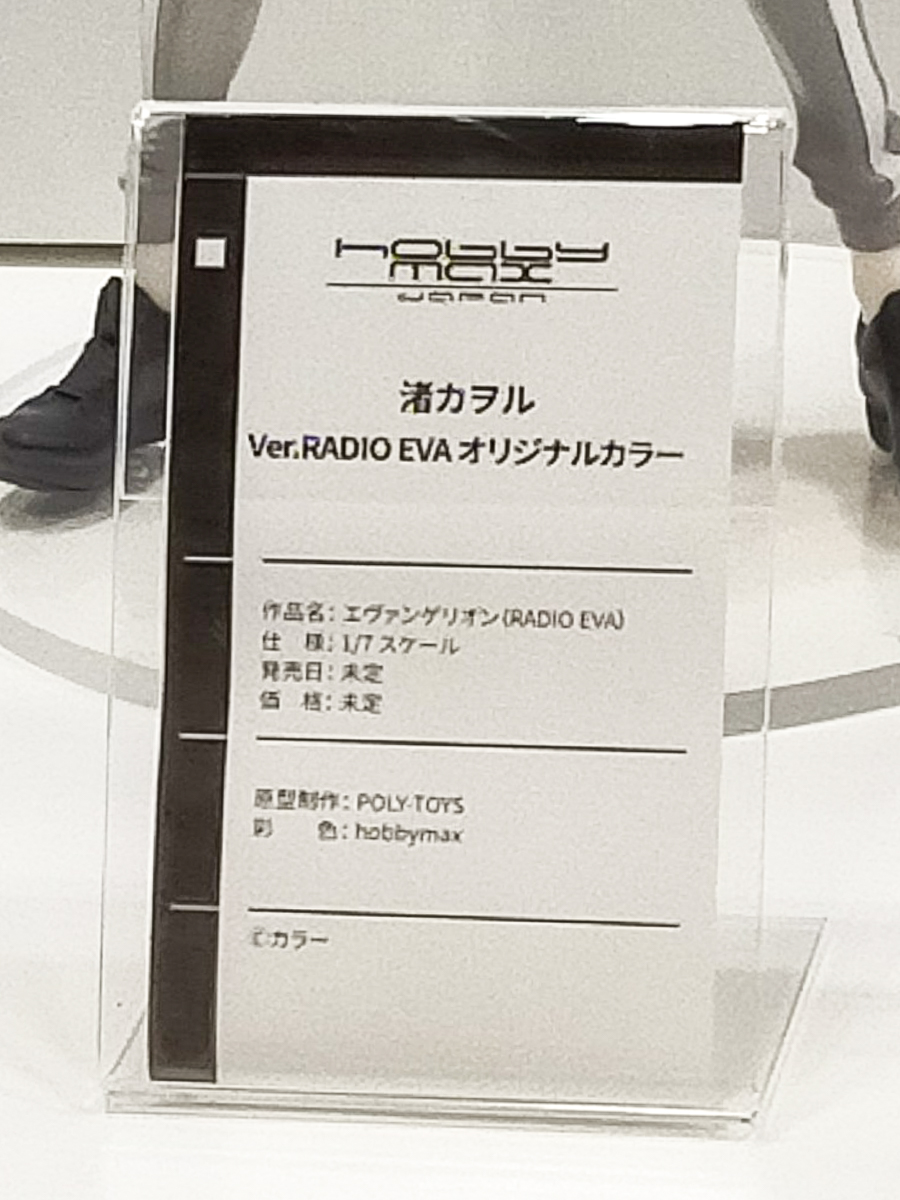 hobby
max
JAPAN
渚カヲル
Ver.RADIO EVA オリジナルカラー
作品名：エヴァンゲリオン（RADIO EVA）
仕　様：1/7 スケール
発売日：未定
価　格：未定
原型制作：POLY-TOYS
彩　　色：hobbymax
©カラー